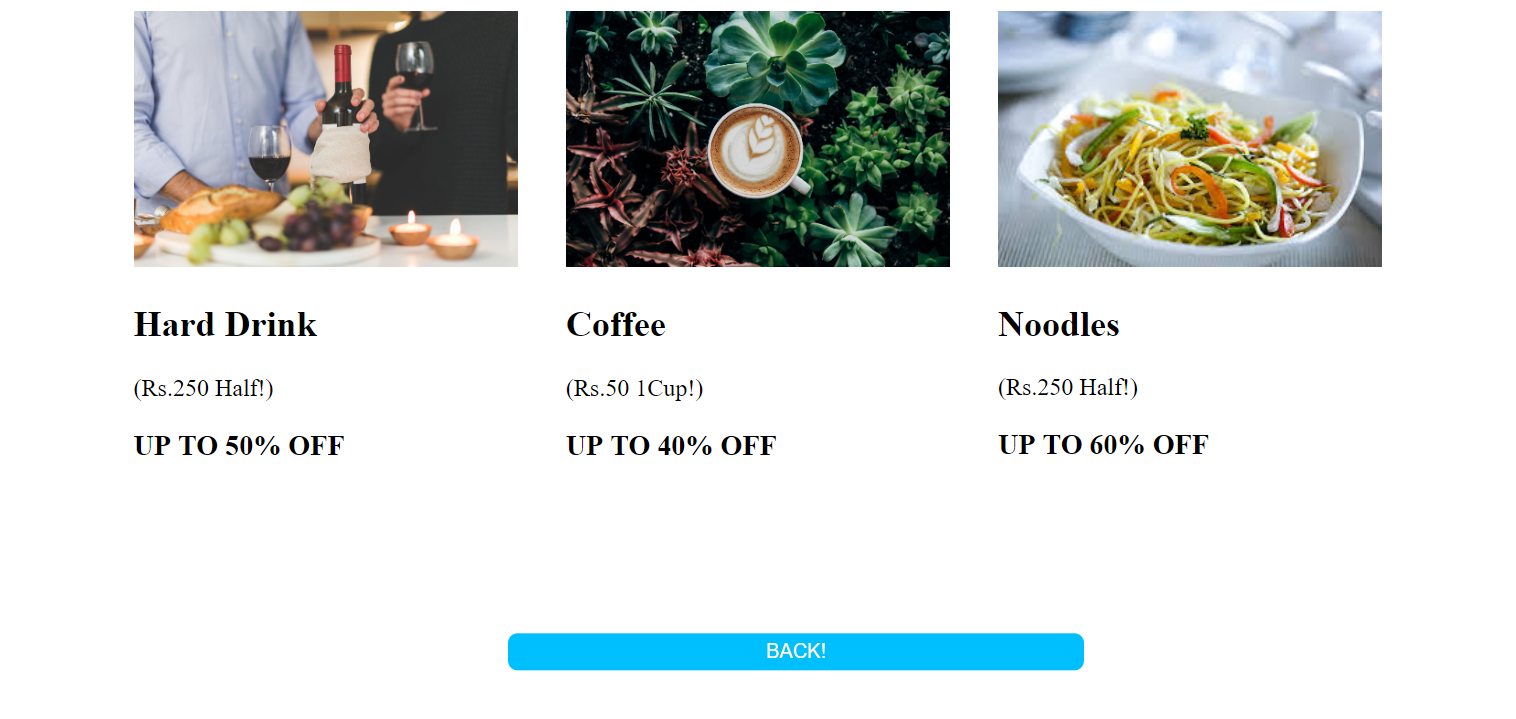 Hard Drink
(Rs.250 Half!)
UP TO 50% OFF
Coffee
(Rs.50 1Cup!)
UP TO 40% OFF
Noodles
(Rs.250 Half!)
UP TO 60% OFF
BACK!